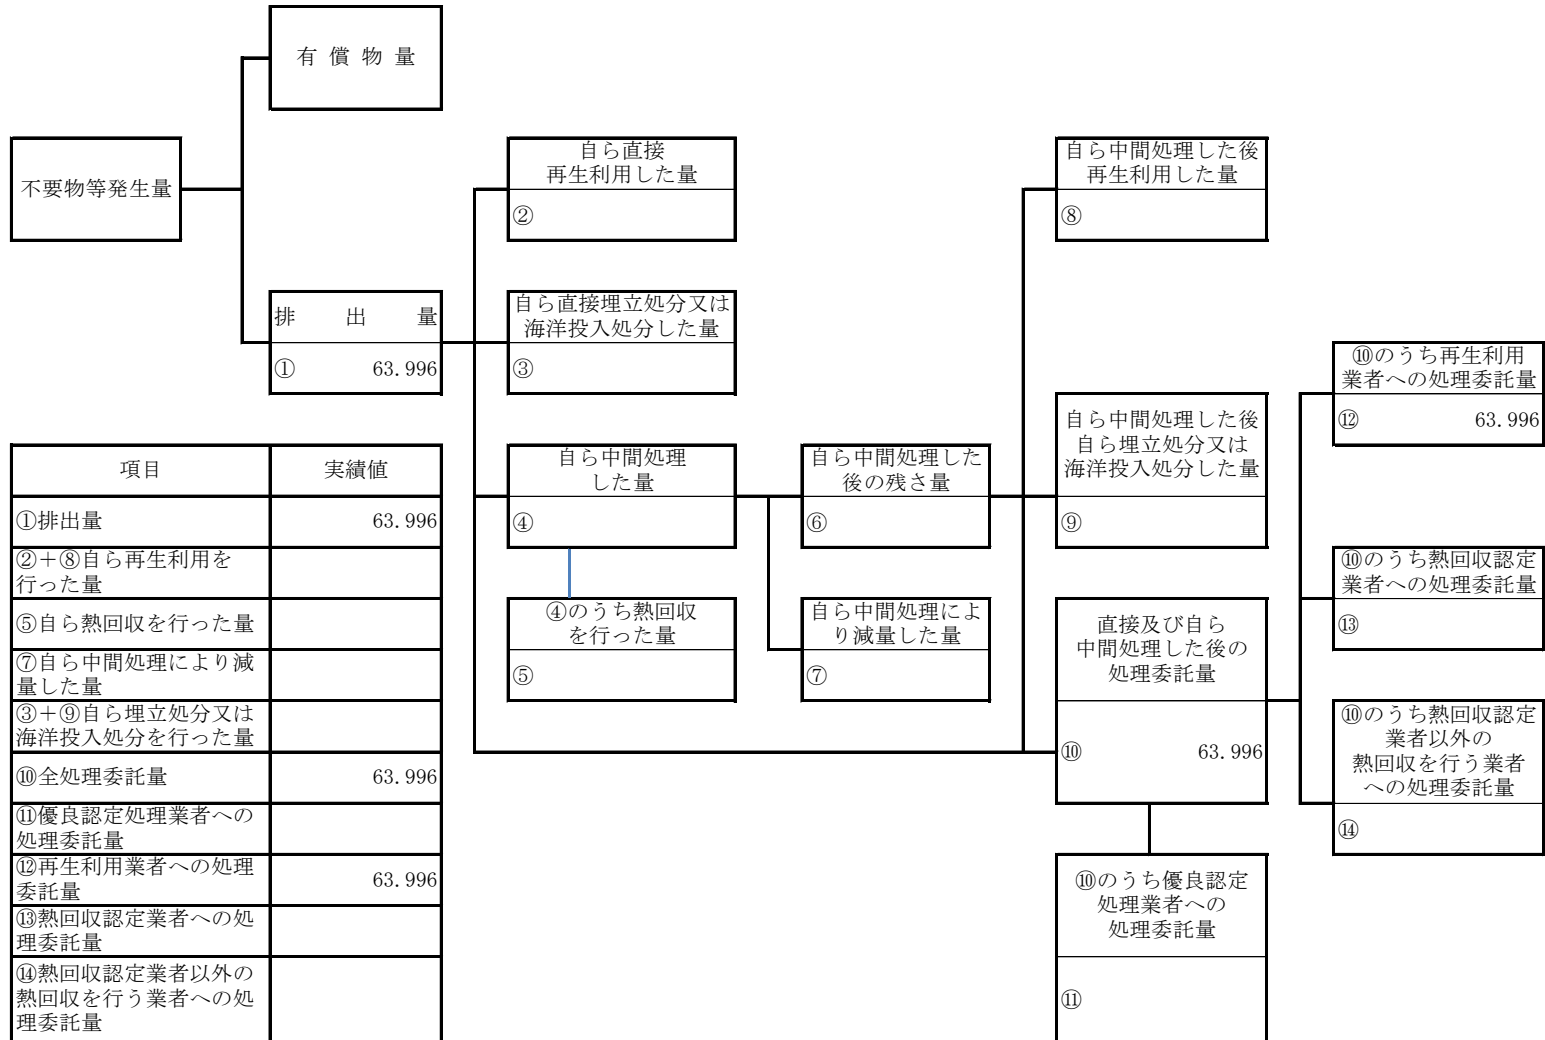 有償物量
不要物等発生量
排出量
① 63.996
自ら直接
再生利用した量
②
自ら直接埋立処分又は
海洋投入処分した量
③
自ら中間処理
した量
④
④のうち熱回収
を行った量
⑤
自ら中間処理した
後の残さ量
⑥
自ら中間処理によ
り減量した量
⑦
自ら中間処理した後
再生利用した量
⑧
自ら中間処理した後
自ら埋立処分又は
海洋投入処分した量
⑨
直接及び自ら
中間処理した後の
処理委託量
⑩ 63.996
⑩のうち優良認定
処理業者への
処理委託量
⑪
⑩のうち再生利用
業者への処理委託量
⑫ 63.996
⑩のうち熱回収認定
業者への処理委託量
⑬
⑩のうち熱回収認定
業者以外の
熱回収を行う業者
への処理委託量
⑭
項目 実績値
①排出量 63.996
②＋⑧自ら再生利用を
行った量
⑤自ら熱回収を行った量
⑦自ら中間処理により減
量した量
③＋⑨自ら埋立処分又は
海洋投入処分を行った量
⑩全処理委託量 63.996
⑪優良認定処理業者への
処理委託量
⑫再生利用業者への処理
委託量 63.996
⑬熱回収認定業者への処
理委託量
⑭熱回収認定業者以外の
熱回収を行う業者への処
理委託量